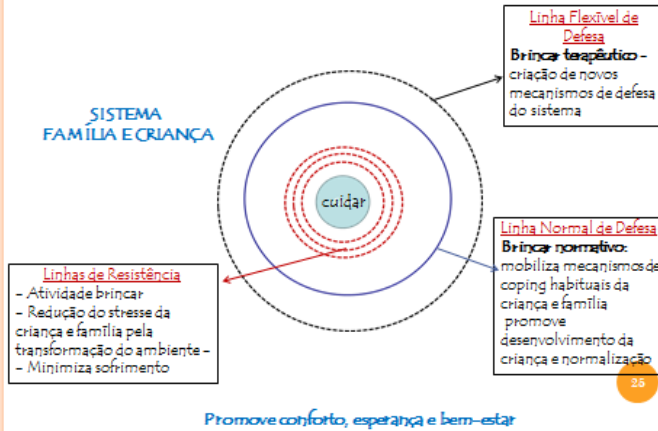 Linha Flexível de
Defesa
Brincar terapêutico –
criação de novos
mecanismos de defesa
do sistema
SISTEMA
FAMÍLIA E CRIANÇA
cuidar
Linha Normal de Defesa
Brincar normativo:
mobiliza mecanismos de
coping habituais da
criança e família
promove
desenvolvimento da
criança e normalização
Linhas de Resistência
– Atividade brincar
– Redução do stresse da
criança e família pela
transformação do ambiente –
– Minimiza sofrimento
25
Promove conforto, esperança e bem-estar